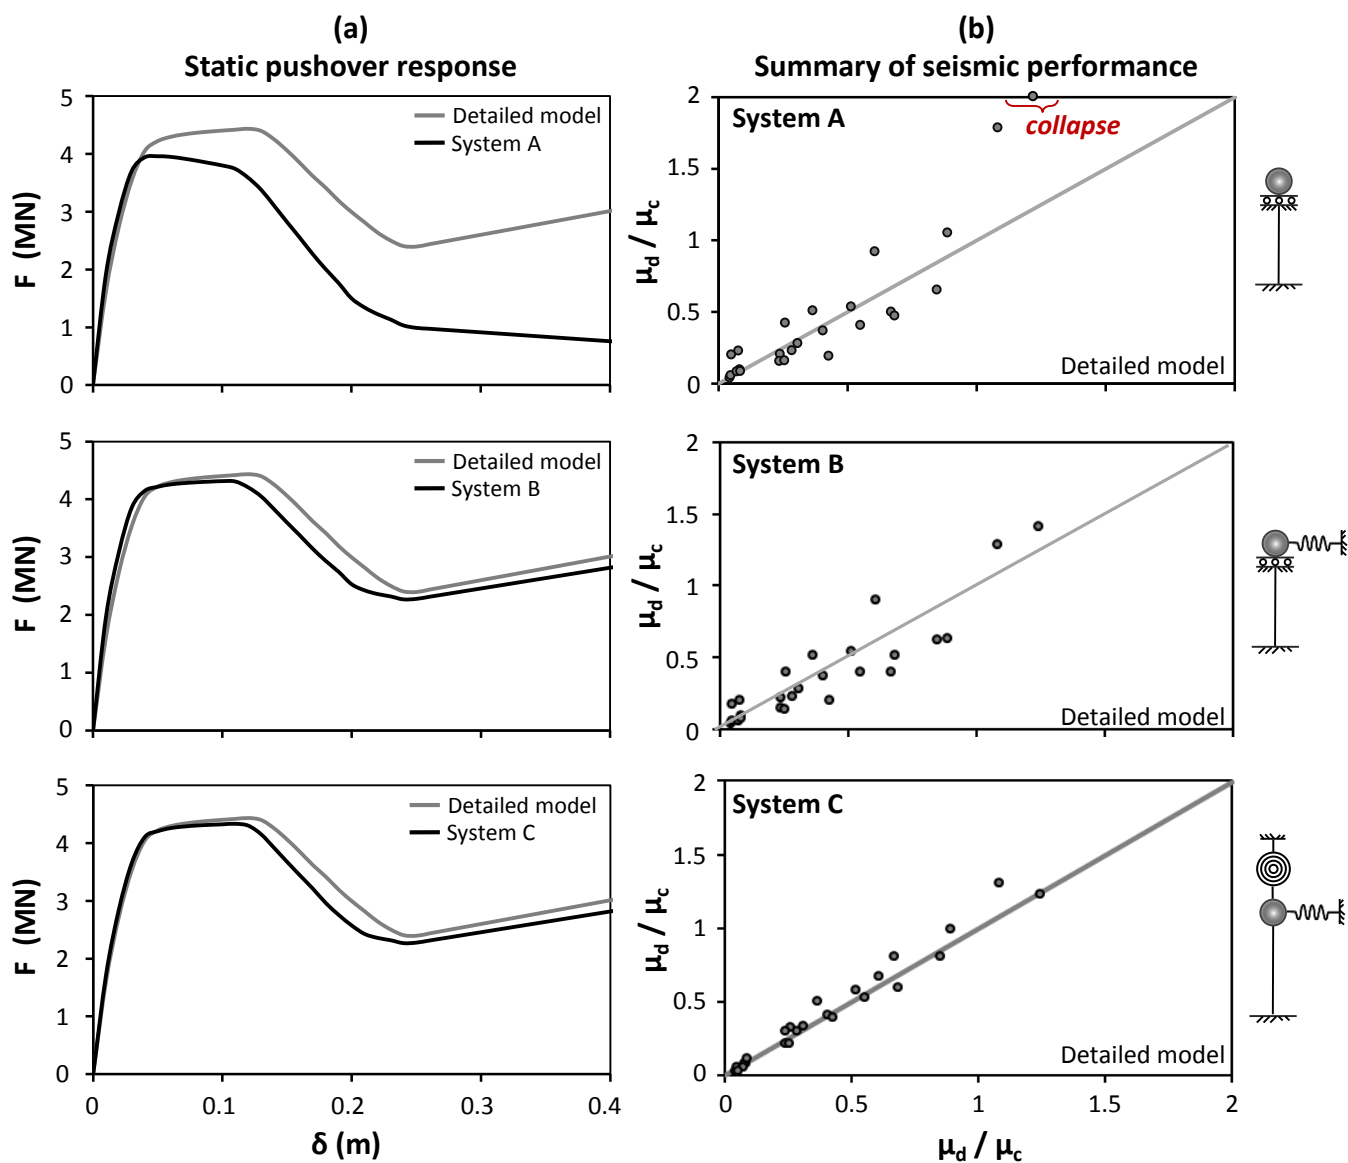 (a)
Static pushover response
(b)
Summary of seismic performance
5
4
3
2
1
0
F (MN)
Detailed model
System A
2
1.5
1
0.5
0
μd / μc
System A
collapse
Detailed model
5
4
3
2
1
0
F (MN)
Detailed model
System B
2
1.5
1
0.5
0
μd / μc
System B
Detailed model
5
4
3
2
1
0
F (MN)
Detailed model
System C
0
0.1
0.2
0.3
0.4
δ (m)
2
1.5
1
0.5
0
μd / μc
System C
Detailed model
0
0.5
1
1.5
2
μd / μc